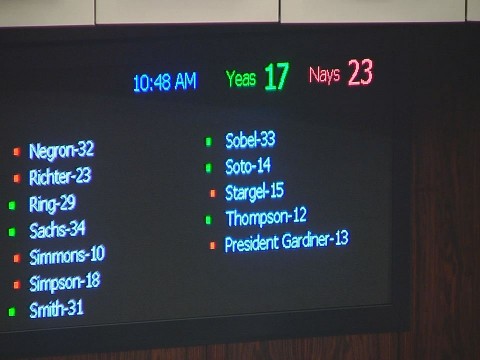 10:48 AM Yeas 17 Nays 23
Negron-32
Richter-23
Ring-29
Sachs-34
Simmons-10
Simpson-18
Smith-31
Sobel-33
Soto-14
Stargel-15
Thompson-12
President Gardiner-13